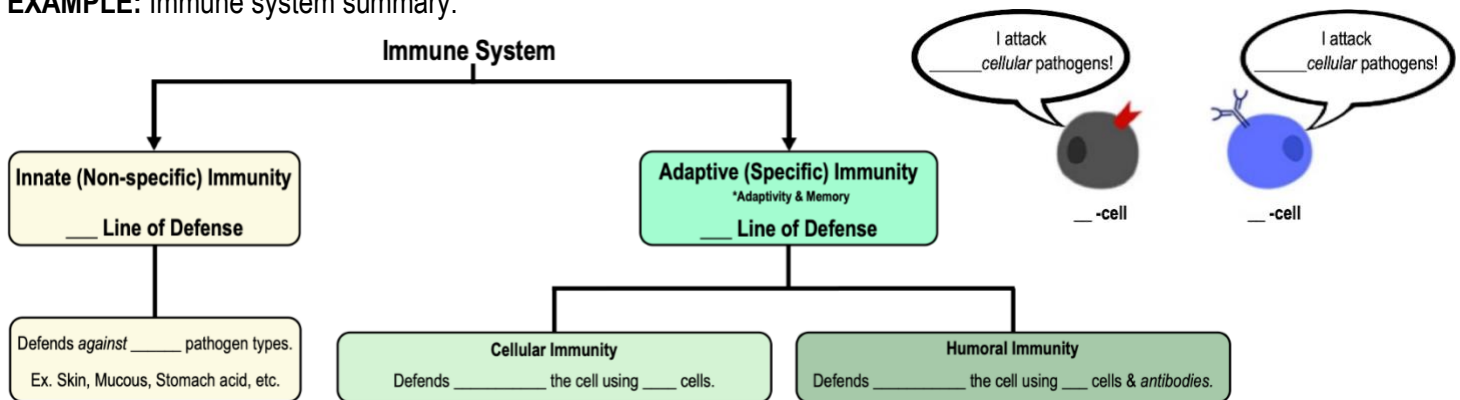 EXAMPLE: Immune system summary.
Immune System
I attack
______cellular pathogens!
I attack
______cellular pathogens!
__ -cell
__ -cell
Innate (Non-specific) Immunity
___ Line of Defense
Adaptive (Specific) Immunity
*Adaptivity & Memory
___ Line of Defense
Defends against ______ pathogen types.
Ex. Skin, Mucous, Stomach acid, etc.
Cellular Immunity
Defends ___________ the cell using ____ cells.
Humoral Immunity
Defends ___________ the cell using ___ cells & antibodies.